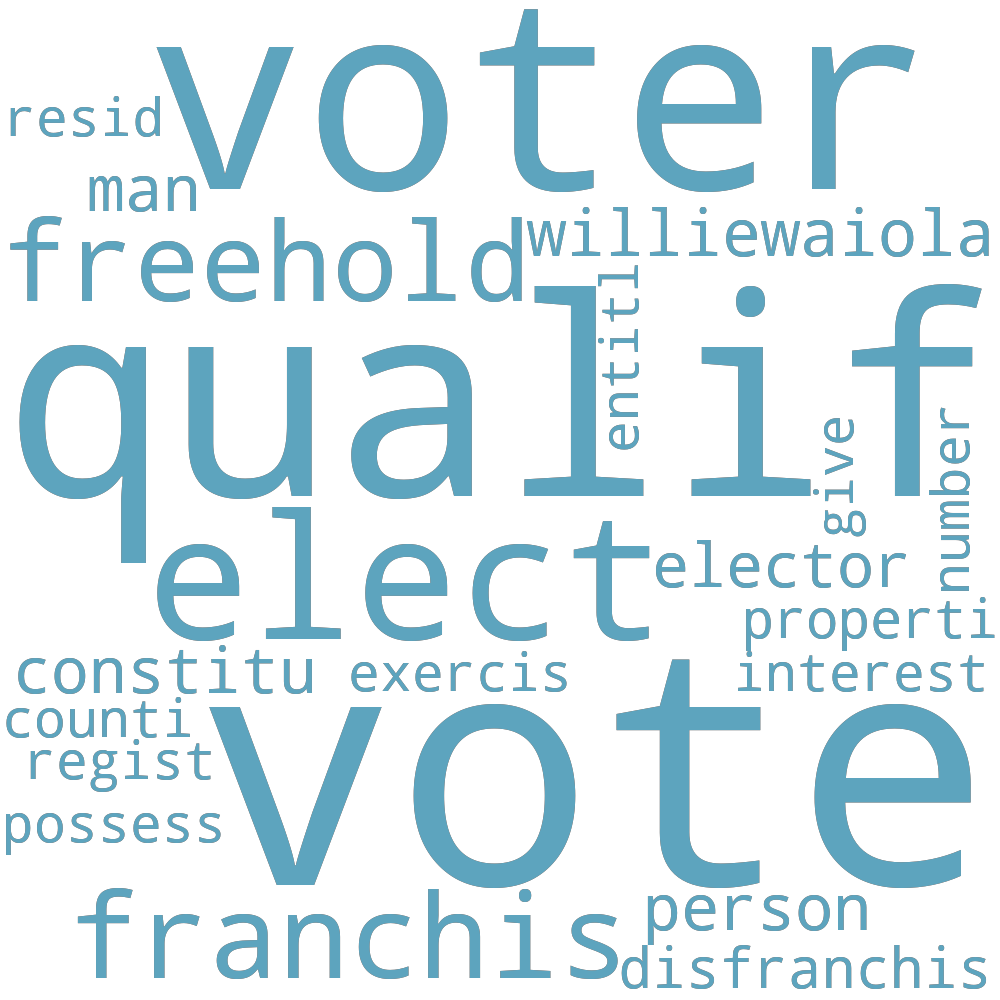 voter
resid
man
freehold
williewaiola
entitl
qualif
give
number
elect
elector
properti
constitu
exercis
interest
counti
regist
vote
possess
franchis
person
disfranchis